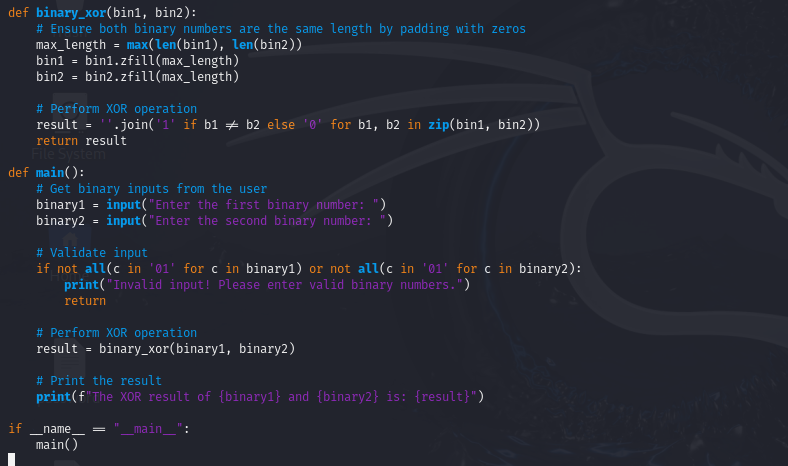 def binary_xor(bin1, bin2):
    # Ensure both binary numbers are the same length by padding with zeros
    max_length = max(len(bin1), len(bin2))
    bin1 = bin1.zfill(max_length)
    bin2 = bin2.zfill(max_length)

    # Perform XOR operation
    result = ''.join('1' if b1 ≠ b2 else '0' for b1, b2 in zip(bin1, bin2))
    return result
File System

def main():
    # Get binary inputs from the user
    binary1 = input("Enter the first binary number: ")
    binary2 = input("Enter the second binary number: ")

    # Validate input
    if not all(c in '01' for c in binary1) or not all(c in '01' for c in binary2):
        print("Invalid input! Please enter valid binary numbers.")
        return

    # Perform XOR operation
    result = binary_xor(binary1, binary2)

    # Print the result
    print(f"The XOR result of {binary1} and {binary2} is: {result}")

if __name__ == "__main__":
    main()